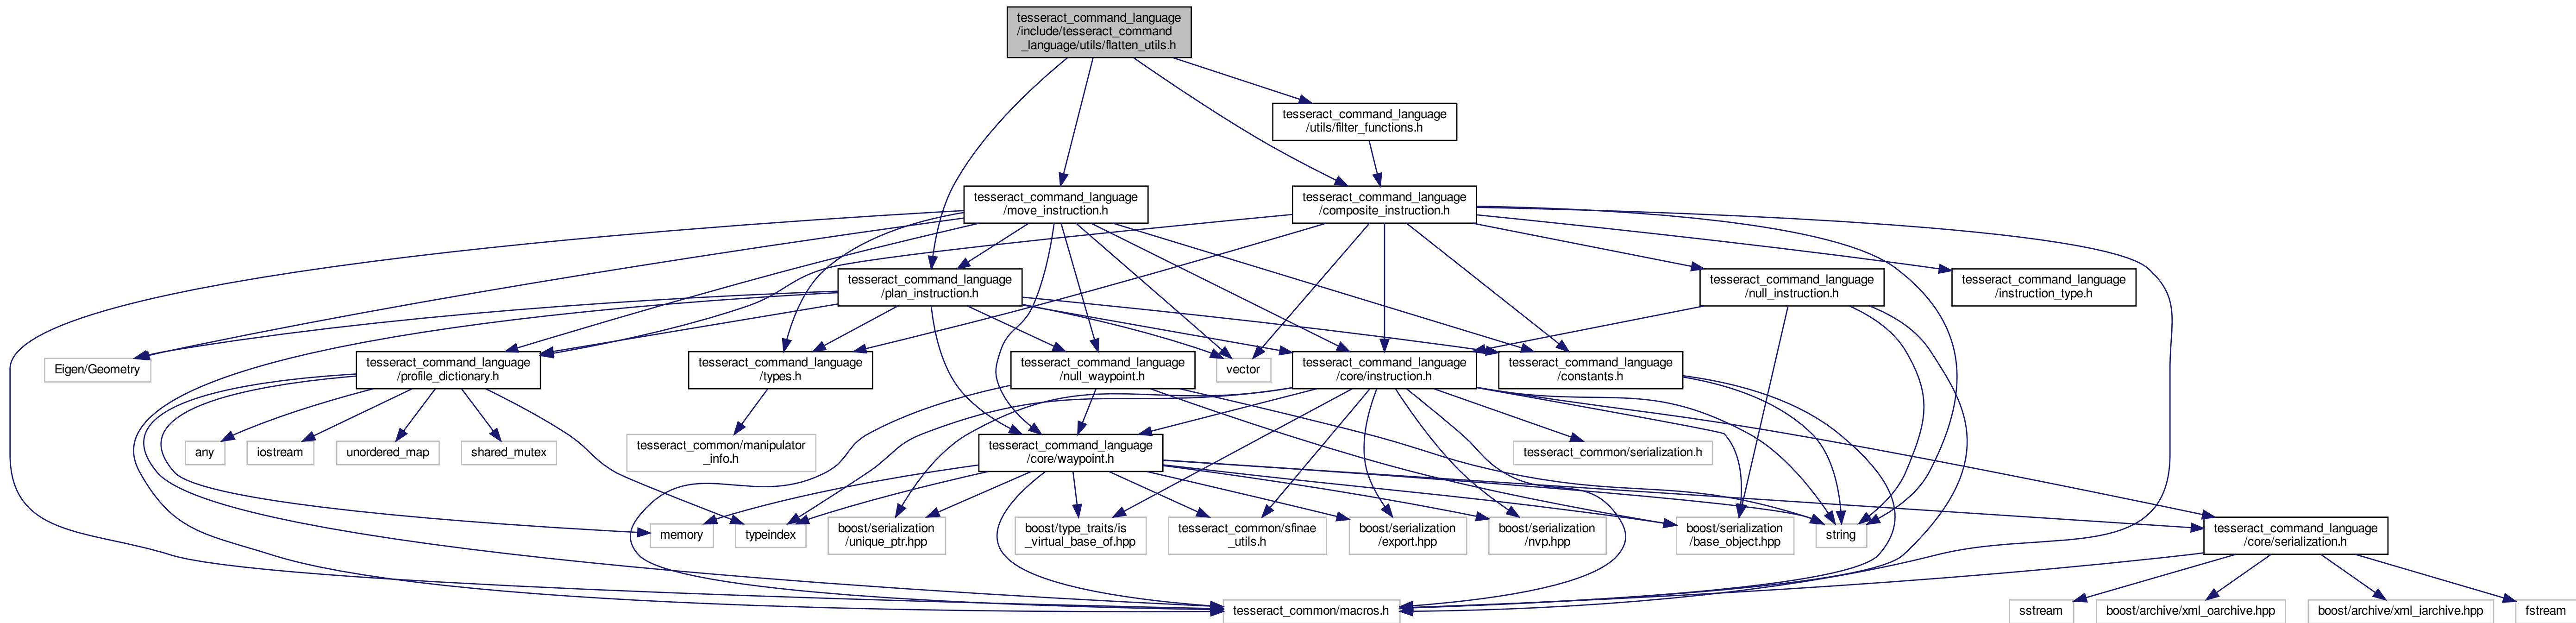 tesseract_command_language
/include/tesseract_command
_language/utils/flatten_utils.h
tesseract_command_language
/utils/filter_functions.h
tesseract_command_language
/move_instruction.h
tesseract_command_language
/composite_instruction.h
tesseract_command_language
/plan_instruction.h
tesseract_command_language
/null_instruction.h
tesseract_command_language
/instruction_type.h
Eigen/Geometry
tesseract_command_language
/profile_dictionary.h
tesseract_command_language
/types.h
tesseract_command_language
/null_waypoint.h
vector
tesseract_command_language
/core/instruction.h
tesseract_command_language
/constants.h
any
iostream
unordered_map
shared_mutex
tesseract_common/manipulator
_info.h
tesseract_command_language
/core/waypoint.h
tesseract_common/serialization.h
memory
typeindex
boost/serialization
/unique_ptr.hpp
boost/type_traits/is
_virtual_base_of.hpp
tesseract_common/sfinae
_utils.h
boost/serialization
/export.hpp
boost/serialization
/nvp.hpp
boost/serialization
/base_object.hpp
string
tesseract_command_language
/core/serialization.h
tesseract_common/macros.h
sstream
boost/archive/xml_oarchive.hpp
boost/archive/xml_iarchive.hpp
fstream